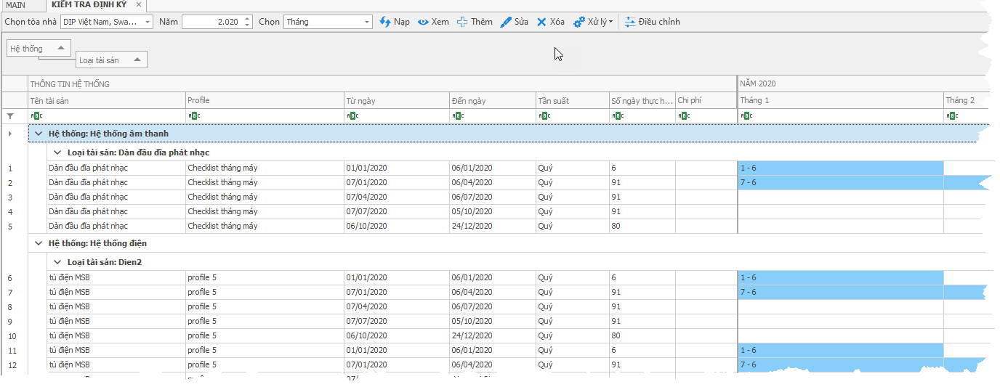 MAIN KIỂM TRA ĐỊNH KỲ ×
Chọn tòa nhà DIP Việt Nam, Swa... Năm 2.020 Chọn Tháng Nạp Xem Thêm Sửa Xóa Xử lý Điều chỉnh
Hệ thống
Loại tài sản
THÔNG TIN HỆ THỐNG NĂM 2020
Tên tài sản Profile Từ ngày Đến ngày Tần suất Số ngày thực h... Chi phí Tháng 1 Tháng 2
ABC ABC ABC ABC ABC ABC ABC ABC ABC
Hệ thống: Hệ thống âm thanh
Loại tài sản: Dàn đầu đĩa phát nhạc
1 Dàn đầu đĩa phát nhạc Checklist tháng máy 01/01/2020 06/01/2020 Quý 6 1 - 6
2 Dàn đầu đĩa phát nhạc Checklist tháng máy 07/01/2020 06/04/2020 Quý 91 7 - 6
3 Dàn đầu đĩa phát nhạc Checklist tháng máy 07/04/2020 06/07/2020 Quý 91
4 Dàn đầu đĩa phát nhạc Checklist tháng máy 07/07/2020 05/10/2020 Quý 91
5 Dàn đầu đĩa phát nhạc Checklist tháng máy 06/10/2020 24/12/2020 Quý 80
Hệ thống: Hệ thống điện
Loại tài sản: Dien2
6 tủ điện MSB profile 5 01/01/2020 06/01/2020 Quý 6 1 - 6
7 tủ điện MSB profile 5 07/01/2020 06/04/2020 Quý 91 7 - 6
8 tủ điện MSB profile 5 07/04/2020 06/07/2020 Quý 91
9 tủ điện MSB profile 5 07/07/2020 05/10/2020 Quý 91
10 tủ điện MSB profile 5 06/10/2020 24/12/2020 Quý 80
11 tủ điện MSB profile 5 01/01/2020 06/01/2020 Quý 6 1 - 6
12 tủ điện MSB profile 5 07/01/2020 06/04/2020 Quý 91 7 - 6